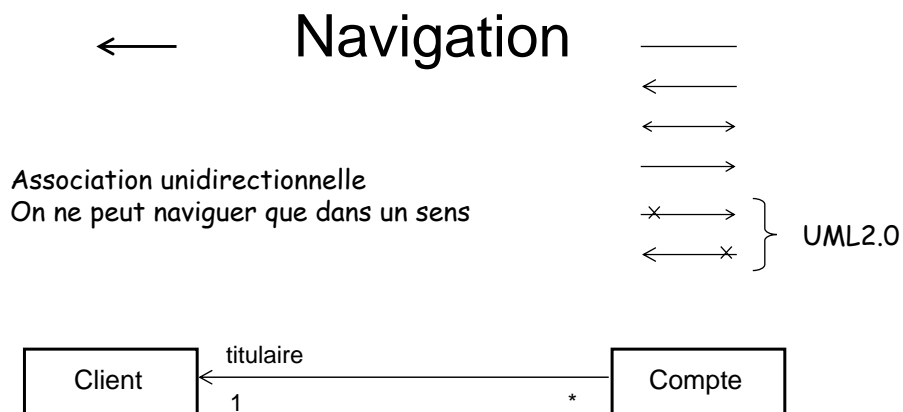 Navigation
Association unidirectionnelle
On ne peut naviguer que dans un sens
UML2.0
titulaire
Client
Compte
1
*